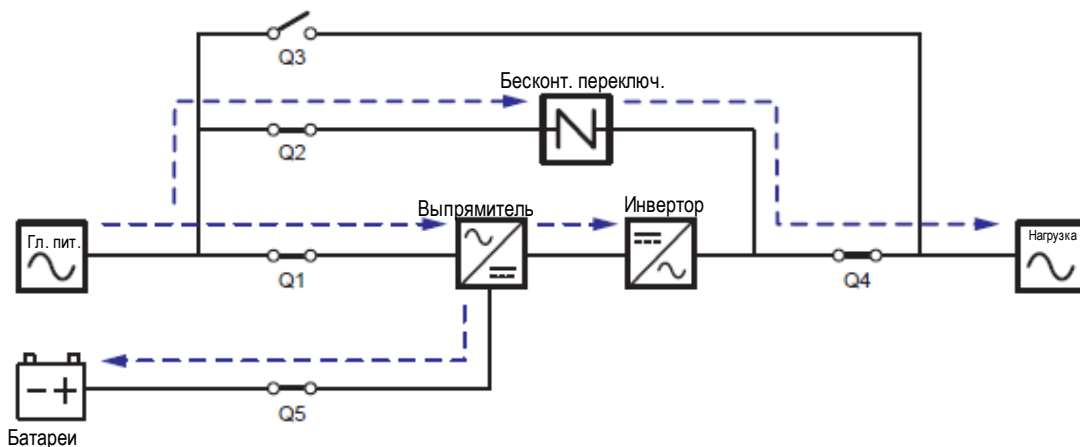 Q3
Бесконт. переключ.
Q2
Выпрямитель
Инвертор
Гл. пит.
Нагрузка
Q1
Q4
Q5
Батареи